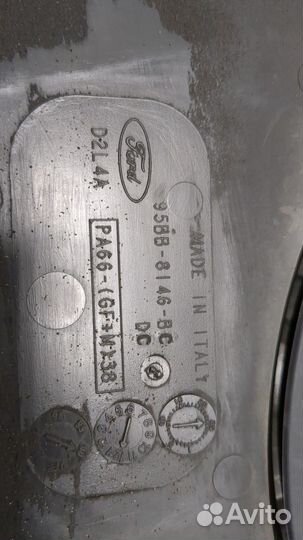 Ford
D2L4A
95BB-8146-BC
DC
PA66-(GF+M)38
MADE IN ITALY
Avito